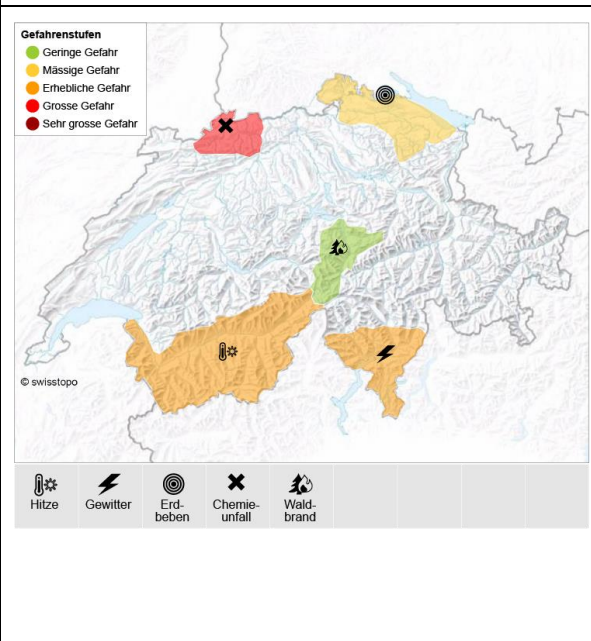 Gefahrenstufen
Geringe Gefahr
Mässige Gefahr
Erhebliche Gefahr
Grosse Gefahr
Sehr grosse Gefahr
© swisstopo
Hitze
Gewitter
Erd-
beben
Chemie-
unfall
Wald-
brand